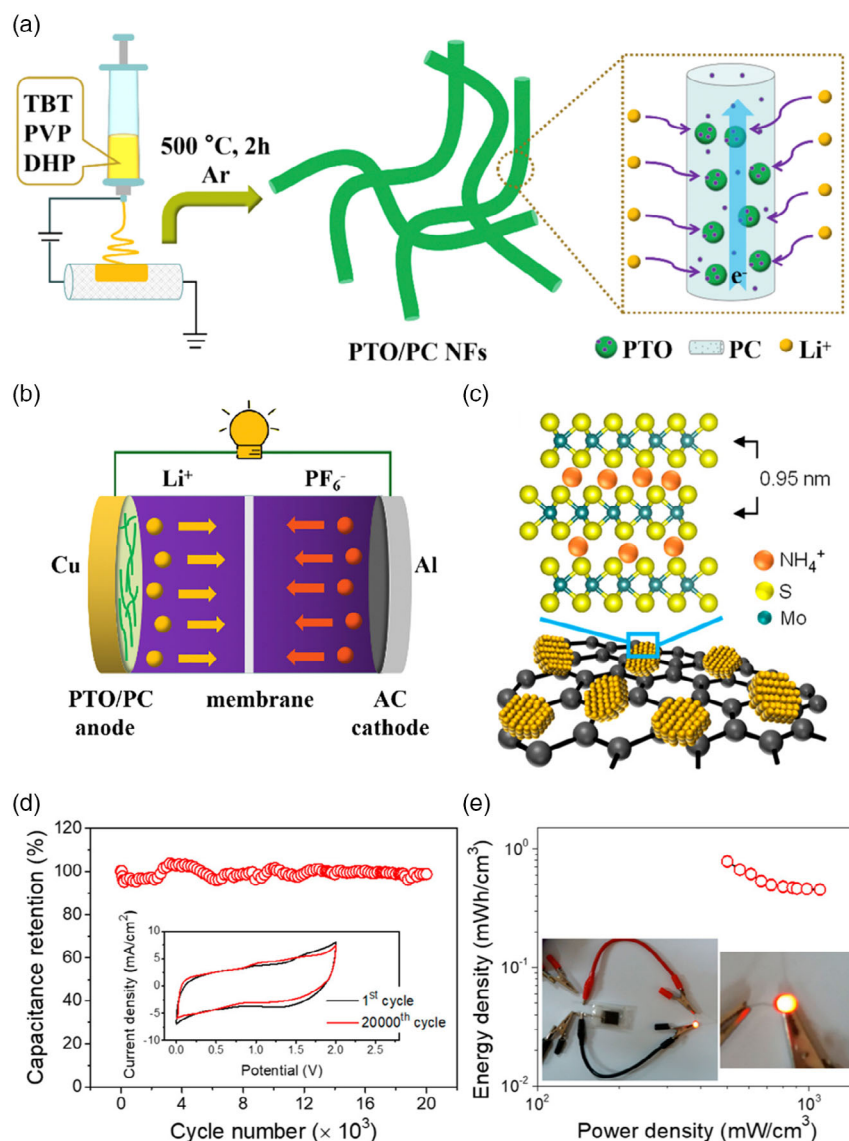 (a)
TBT
PVP
DHP
500 °C, 2h
Ar
e⁻
PTO/PC NFs
PTO
PC
Li⁺
(b)
Li⁺
PF₆⁻
Cu
Al
PTO/PC
anode
membrane
AC
cathode
(c)
0.95 nm
NH₄⁺
S
Mo
(d)
Capacitance retention (%)
120
100
80
60
40
20
0
0
4
8
12
16
20
Cycle number (× 10³)
Current density (mA/cm²)
10
5
0
-5
-10
0.0
0.5
1.0
1.5
2.0
2.5
Potential (V)
1ˢᵗ cycle
20000ᵗʰ cycle
(e)
Energy density (mWh/cm³)
10⁰
10⁻¹
10⁻²
10²
10³
Power density (mW/cm³)